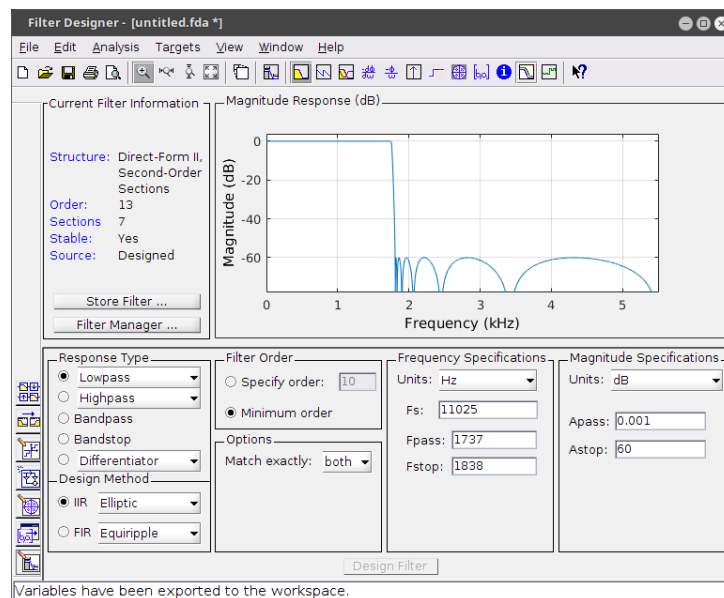 Filter Designer - [untitled.fda *]
File Edit Analysis Targets View Window Help
Current Filter Information
Structure: Direct-Form II,
Second-Order
Sections
Order: 13
Sections 7
Stable: Yes
Source: Designed
Store Filter ...
Filter Manager ...
Magnitude Response (dB)
Magnitude (dB)
0
-20
-40
-60
0 1 2 3 4 5
Frequency (kHz)
Response Type
Lowpass
Highpass
Bandpass
Bandstop
Differentiator
Design Method
IIR Elliptic
FIR Equiripple
Filter Order
Specify order: 10
Minimum order
Options
Match exactly: both
Frequency Specifications
Units: Hz
Fs: 11025
Fpass: 1737
Fstop: 1838
Magnitude Specifications
Units: dB
Apass: 0.001
Astop: 60
Design Filter
Variables have been exported to the workspace.